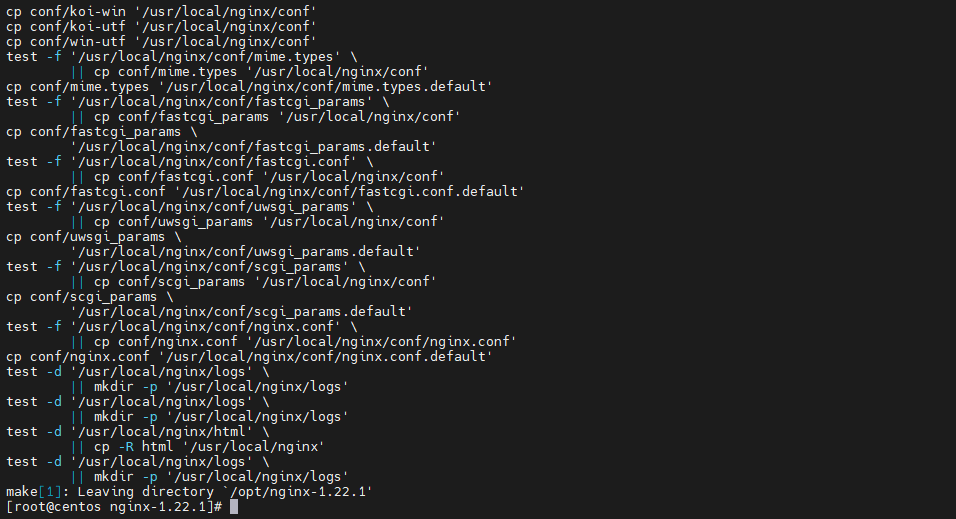 cp conf/koi-win '/usr/local/nginx/conf'
cp conf/koi-utf '/usr/local/nginx/conf'
cp conf/win-utf '/usr/local/nginx/conf'
test -f '/usr/local/nginx/conf/mime.types' \
        || cp conf/mime.types '/usr/local/nginx/conf'
cp conf/mime.types '/usr/local/nginx/conf/mime.types.default'
test -f '/usr/local/nginx/conf/fastcgi_params' \
        || cp conf/fastcgi_params '/usr/local/nginx/conf'
cp conf/fastcgi_params \
        '/usr/local/nginx/conf/fastcgi_params.default'
test -f '/usr/local/nginx/conf/fastcgi.conf' \
        || cp conf/fastcgi.conf '/usr/local/nginx/conf'
cp conf/fastcgi.conf '/usr/local/nginx/conf/fastcgi.conf.default'
test -f '/usr/local/nginx/conf/uwsgi_params' \
        || cp conf/uwsgi_params '/usr/local/nginx/conf'
cp conf/uwsgi_params \
        '/usr/local/nginx/conf/uwsgi_params.default'
test -f '/usr/local/nginx/conf/scgi_params' \
        || cp conf/scgi_params '/usr/local/nginx/conf'
cp conf/scgi_params \
        '/usr/local/nginx/conf/scgi_params.default'
test -f '/usr/local/nginx/conf/nginx.conf' \
        || cp conf/nginx.conf '/usr/local/nginx/conf/nginx.conf'
cp conf/nginx.conf '/usr/local/nginx/conf/nginx.conf.default'
test -d '/usr/local/nginx/logs' \
        || mkdir -p '/usr/local/nginx/logs'
test -d '/usr/local/nginx/logs' \
        || mkdir -p '/usr/local/nginx/logs'
test -d '/usr/local/nginx/html' \
        || cp -R html '/usr/local/nginx'
test -d '/usr/local/nginx/logs' \
        || mkdir -p '/usr/local/nginx/logs'
make[1]: Leaving directory `/opt/nginx-1.22.1'
[root@centos nginx-1.22.1]#